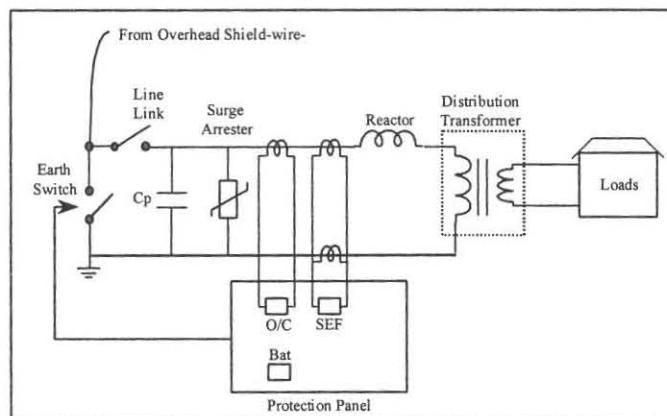 From Overhead Shield-wire-
Line
Link
Surge
Arrester
Reactor
Distribution
Transformer
Earth
Switch
Cp
Loads
O/C
SEF
Bat
Protection Panel